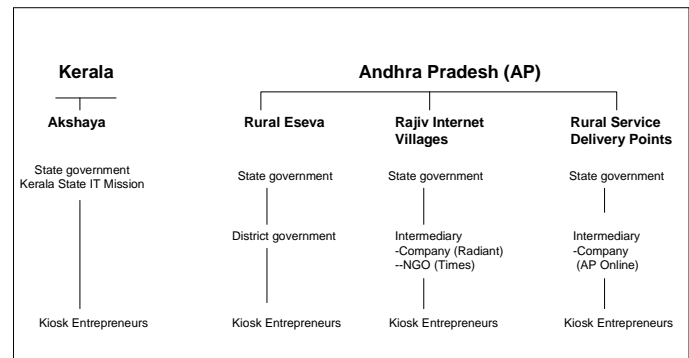 Kerala
Andhra Pradesh (AP)
Akshaya
Rural Eseva
Rajiv Internet
Villages
Rural Service
Delivery Points
State government
Kerala State IT Mission
State government
State government
State government
District government
Intermediary
-Company (Radiant)
--NGO (Times)
Intermediary
-Company
(AP Online)
Kiosk Entrepreneurs
Kiosk Entrepreneurs
Kiosk Entrepreneurs
Kiosk Entrepreneurs